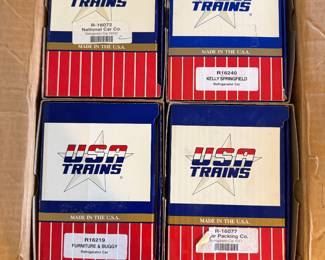 TRAINS
R-16072
National Car Co.
MADE IN THE U.S.A.
TRAINS
MADE IN THE U.S.A.
R16240
KELLY SPRINGFIELD
Refrigerator Car
USA
TRAINS
MADE IN THE U.S.A.
R16219
FURNITURE & BUGGY
Refrigerator Car
USA
TRAINS
MADE IN THE U.S.A.
R-16077
Packing Co.